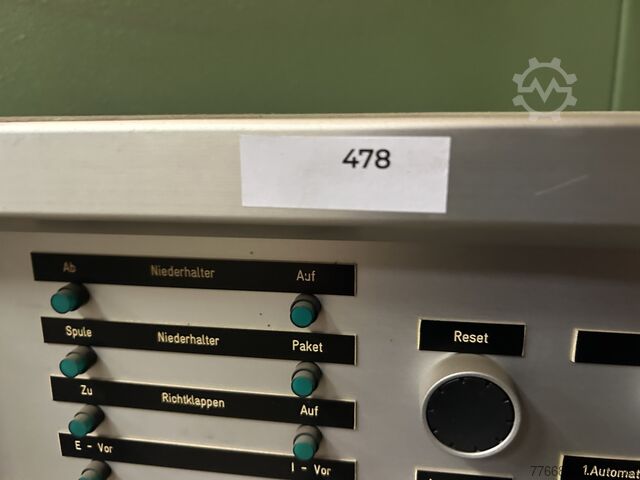 478
Ab Niederhalter Auf
Spule Niederhalter Paket
Reset
Zu Richtklappen Auf
E - Vor I - Vor
1.Automat